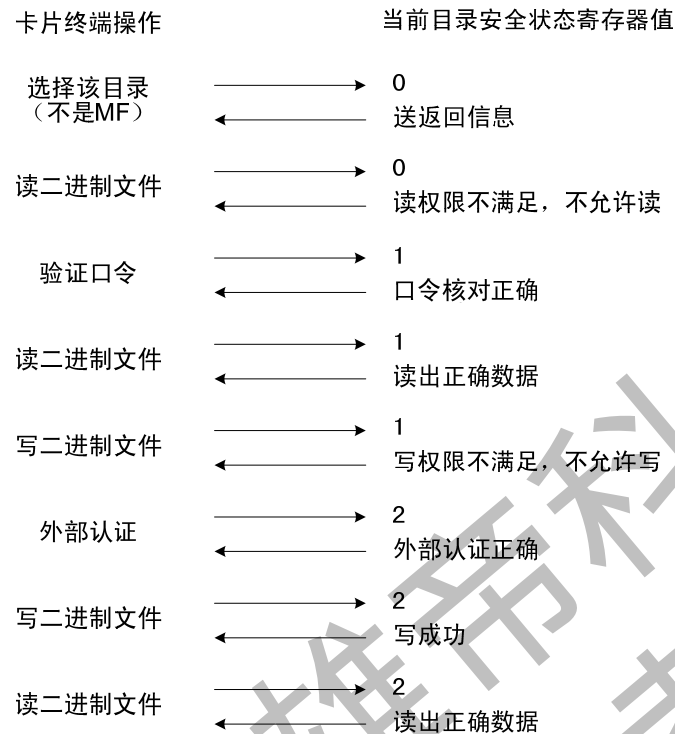 卡片终端操作 当前目录安全状态寄存器值
选择该目录 0
（不是MF） 送返回信息
读二进制文件 0
读权限不满足，不允许读
验证口令 1
口令核对正确
读二进制文件 1
读出正确数据
写二进制文件 1
写权限不满足，不允许写
外部认证 2
外部认证正确
写二进制文件 2
写成功
读二进制文件 2
读出正确数据
雄帝科